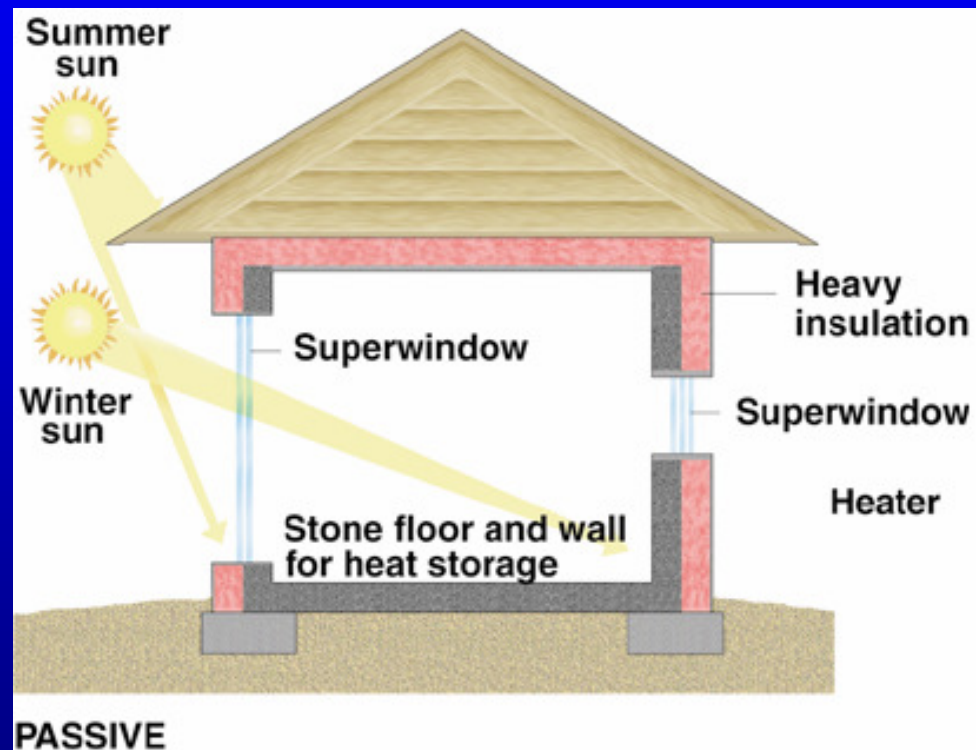 Summer
sun
Heavy
insulation
Superwindow
Winter
sun
Superwindow
Heater
Stone floor and wall
for heat storage
PASSIVE